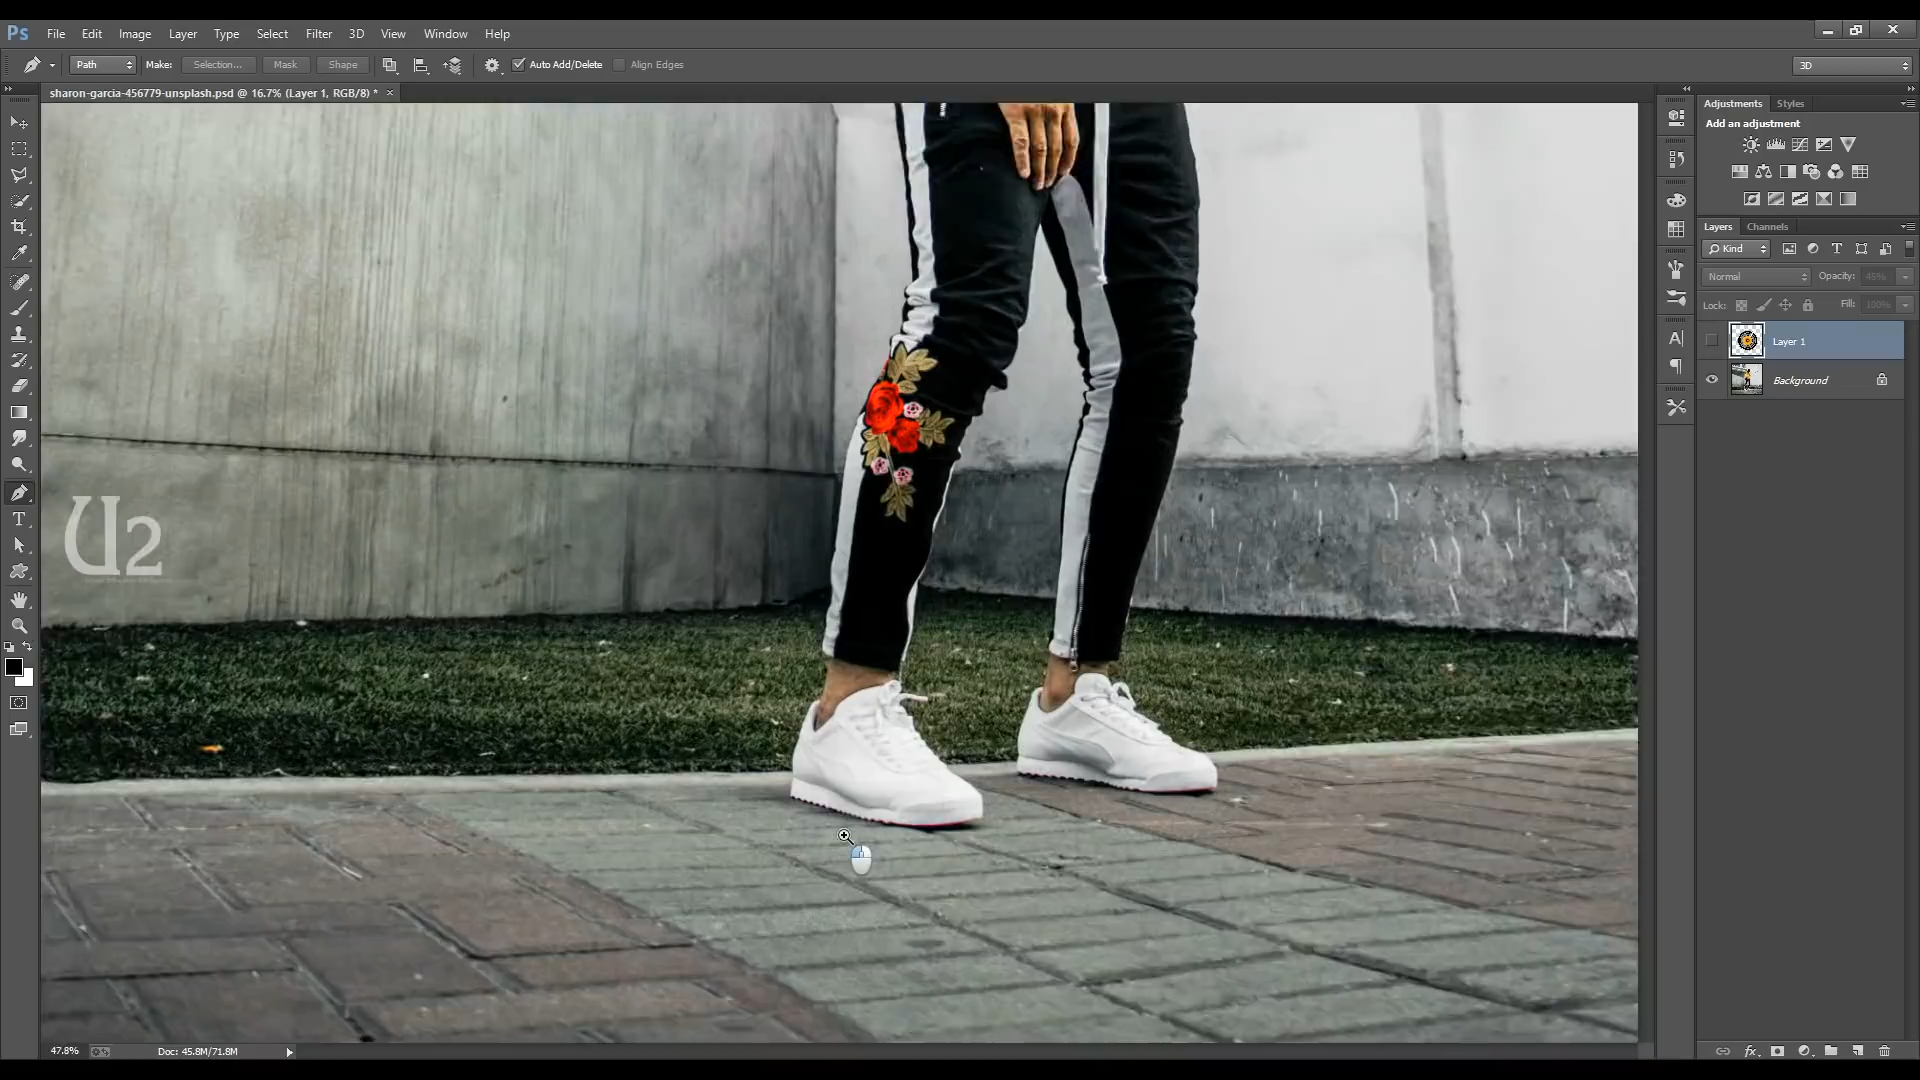 Ps File Edit Image Layer Type Select Filter 3D View Window Help
Path Make: Selection... Mask Shape Auto Add/Delete Align Edges 3D
sharon-garcia-456779-unsplash.psd @ 16.7% (Layer 1, RGB/8) * ×
Adjustments Styles
Add an adjustment
Layers Channels
Kind T
Normal Opacity: 45%
Lock: Fill: 100%
Layer 1
Background
U2
47.8% Doc: 45.8M/71.8M
fx